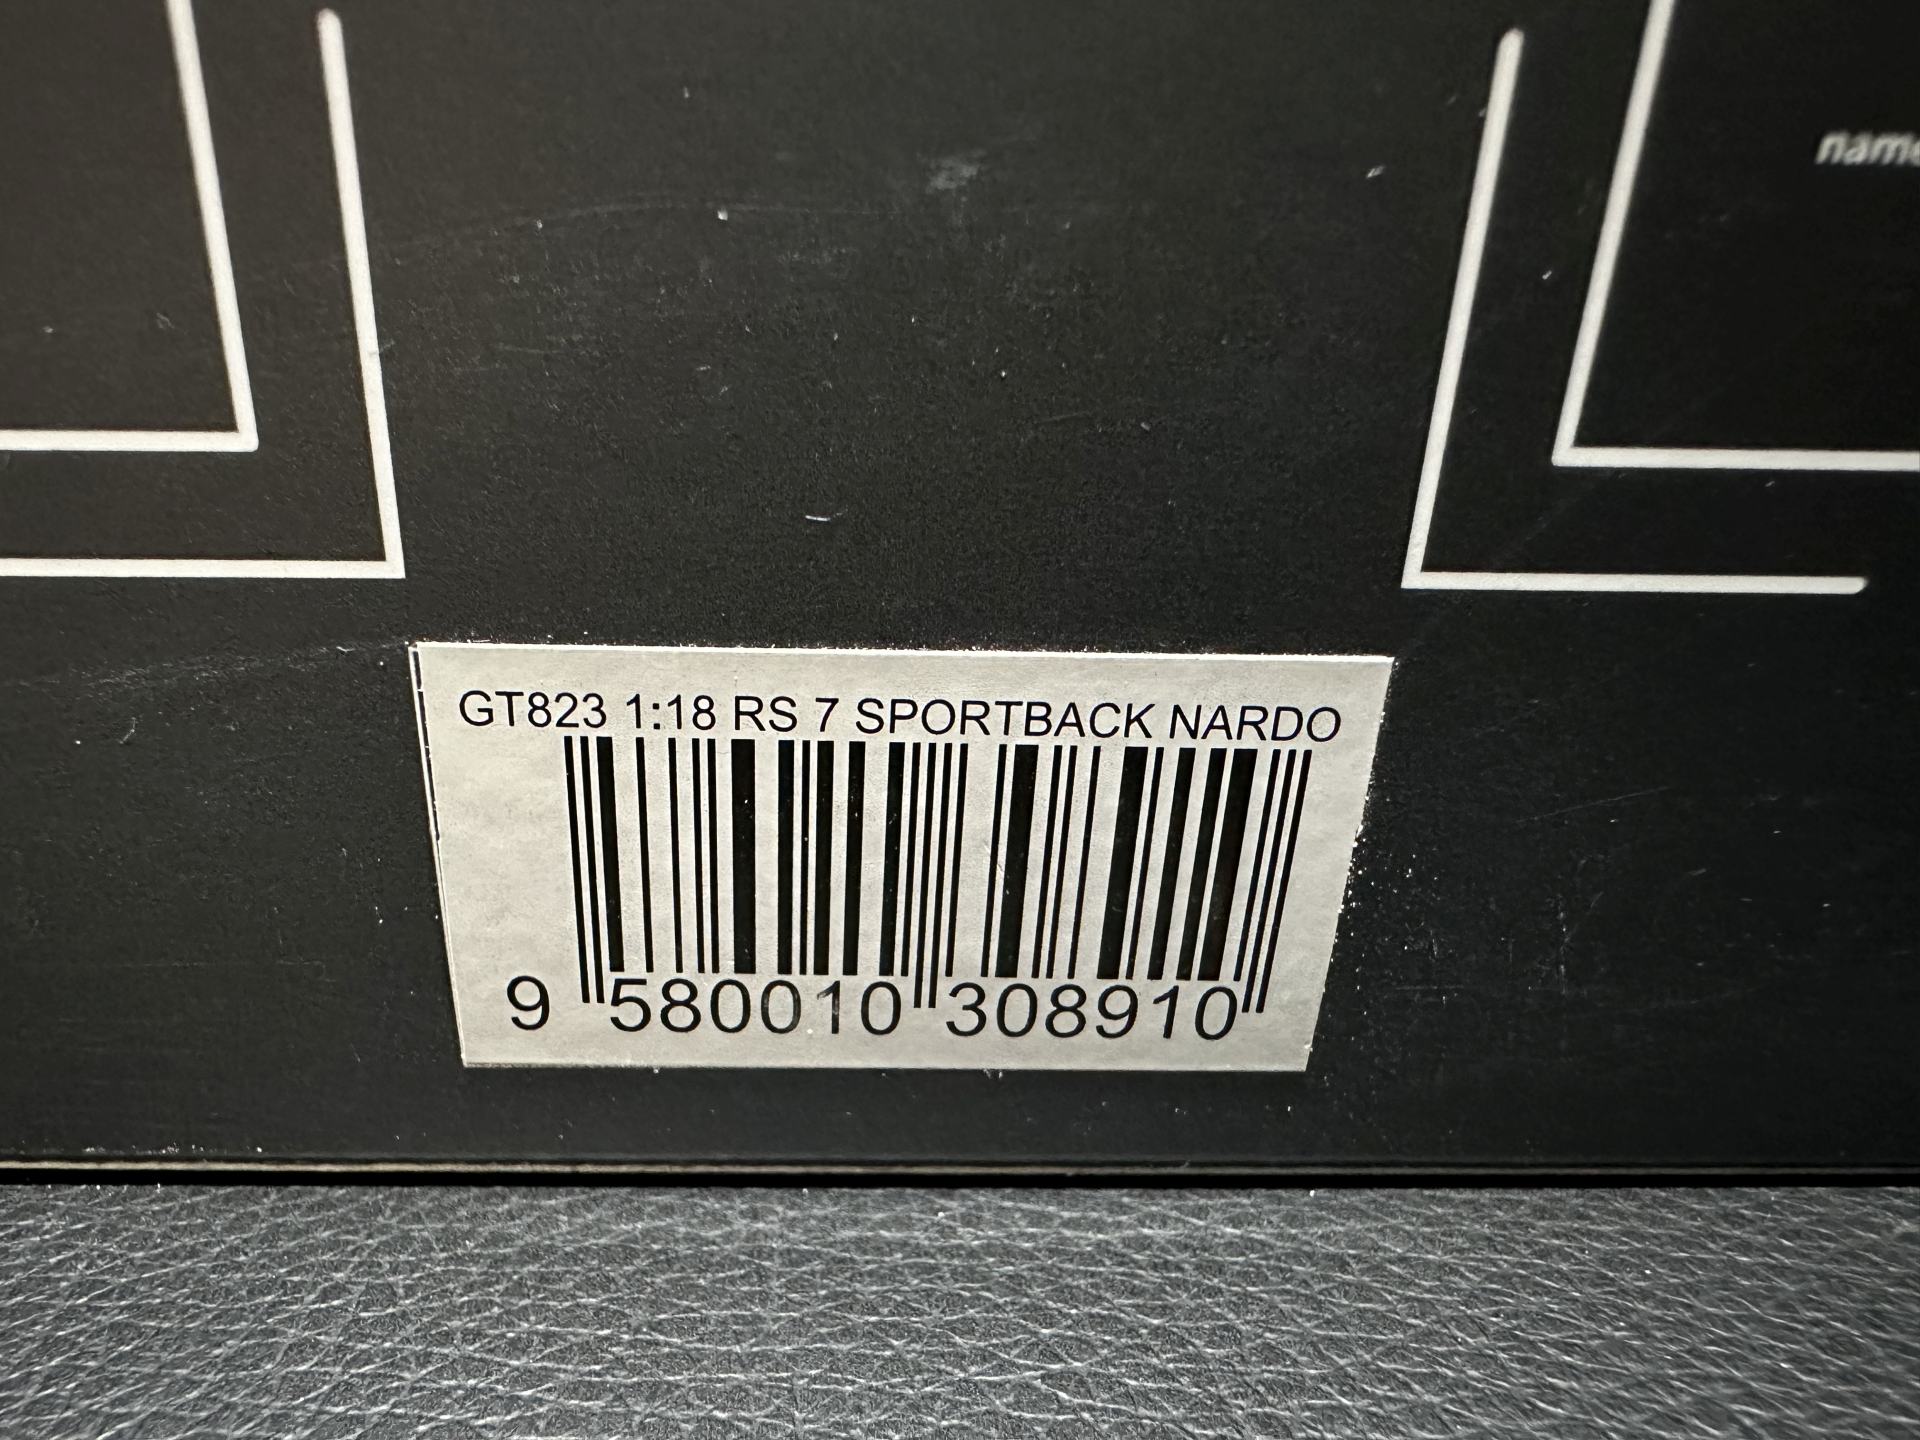 GT823 1:18 RS 7 SPORTBACK NARDO
9 580010 308910